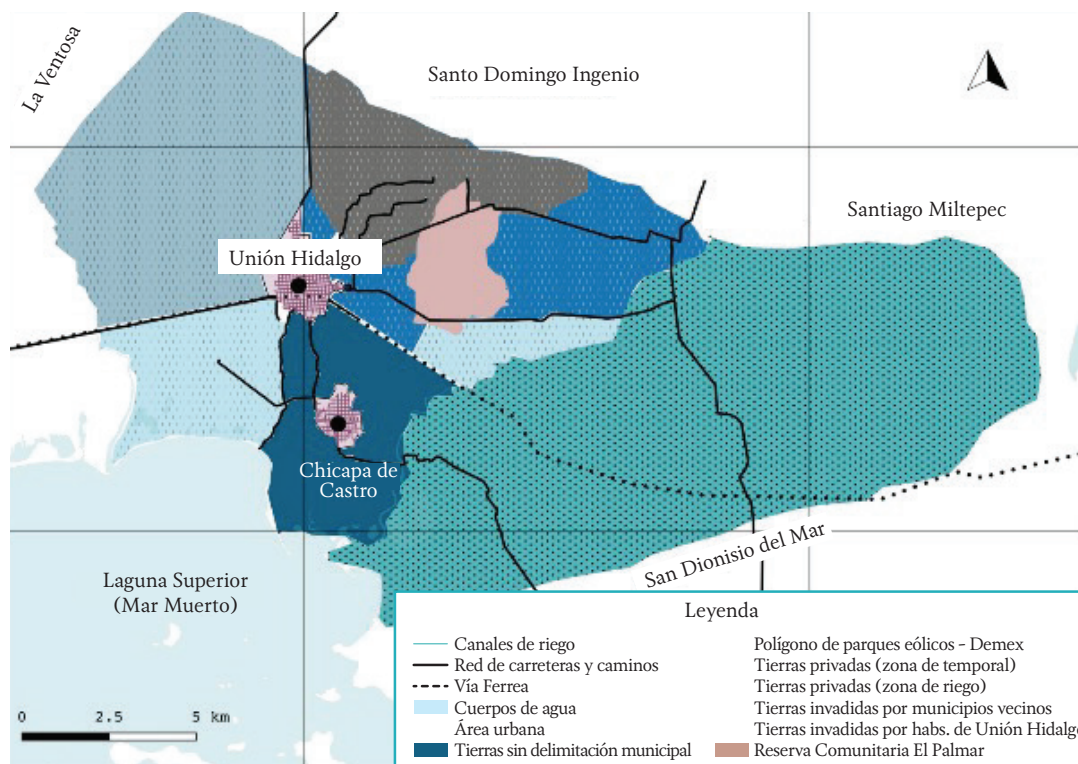 La Ventosa
Santo Domingo Ingenio
Santiago Miltepec
Unión Hidalgo
Chicapa de
Castro
San Dionisio del Mar
Laguna Superior
(Mar Muerto)
0 2.5 5 km
Leyenda
Canales de riego
Red de carreteras y caminos
Vía Ferrea
Cuerpos de agua
Área urbana
Tierras sin delimitación municipal
Polígono de parques eólicos - Demex
Tierras privadas (zona de temporal)
Tierras privadas (zona de riego)
Tierras invadidas por municipios vecinos
Tierras invadidas por habs. de Unión Hidalgo
Reserva Comunitaria El Palmar